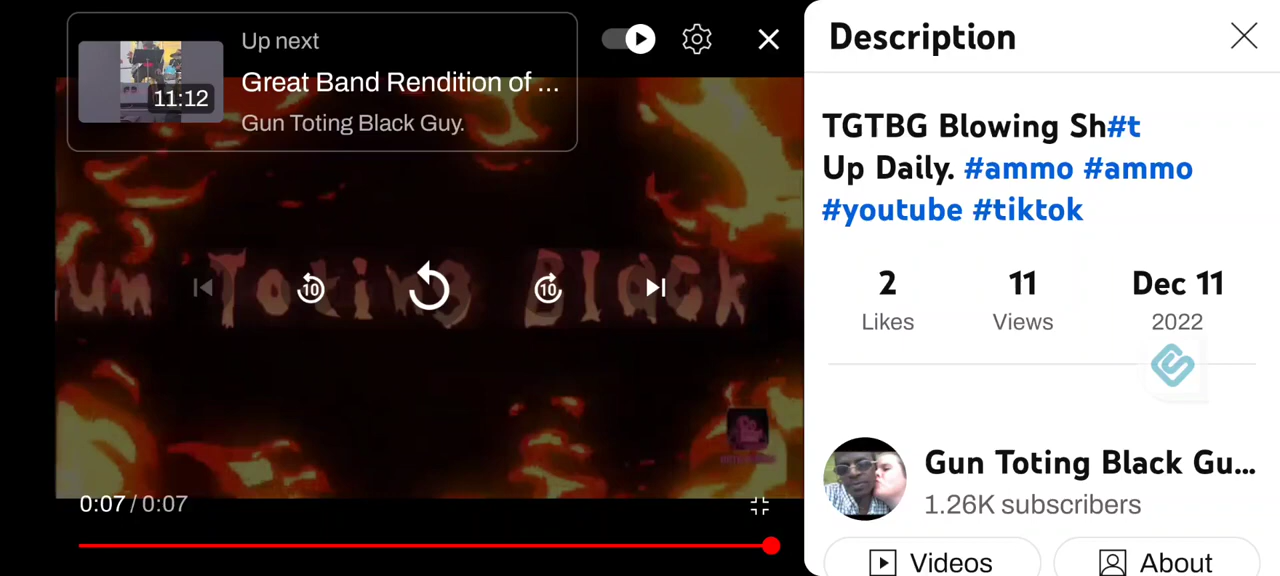 Up next
Great Band Rendition of ...
Gun Toting Black Guy.
11:12
Gun Toting Black
10
10
0:07 / 0:07
Description
TGTBG Blowing Sh#t
Up Daily. #ammo #ammo
#youtube #tiktok
2
Likes
11
Views
Dec 11
2022
Gun Toting Black Gu...
1.26K subscribers
Videos
About